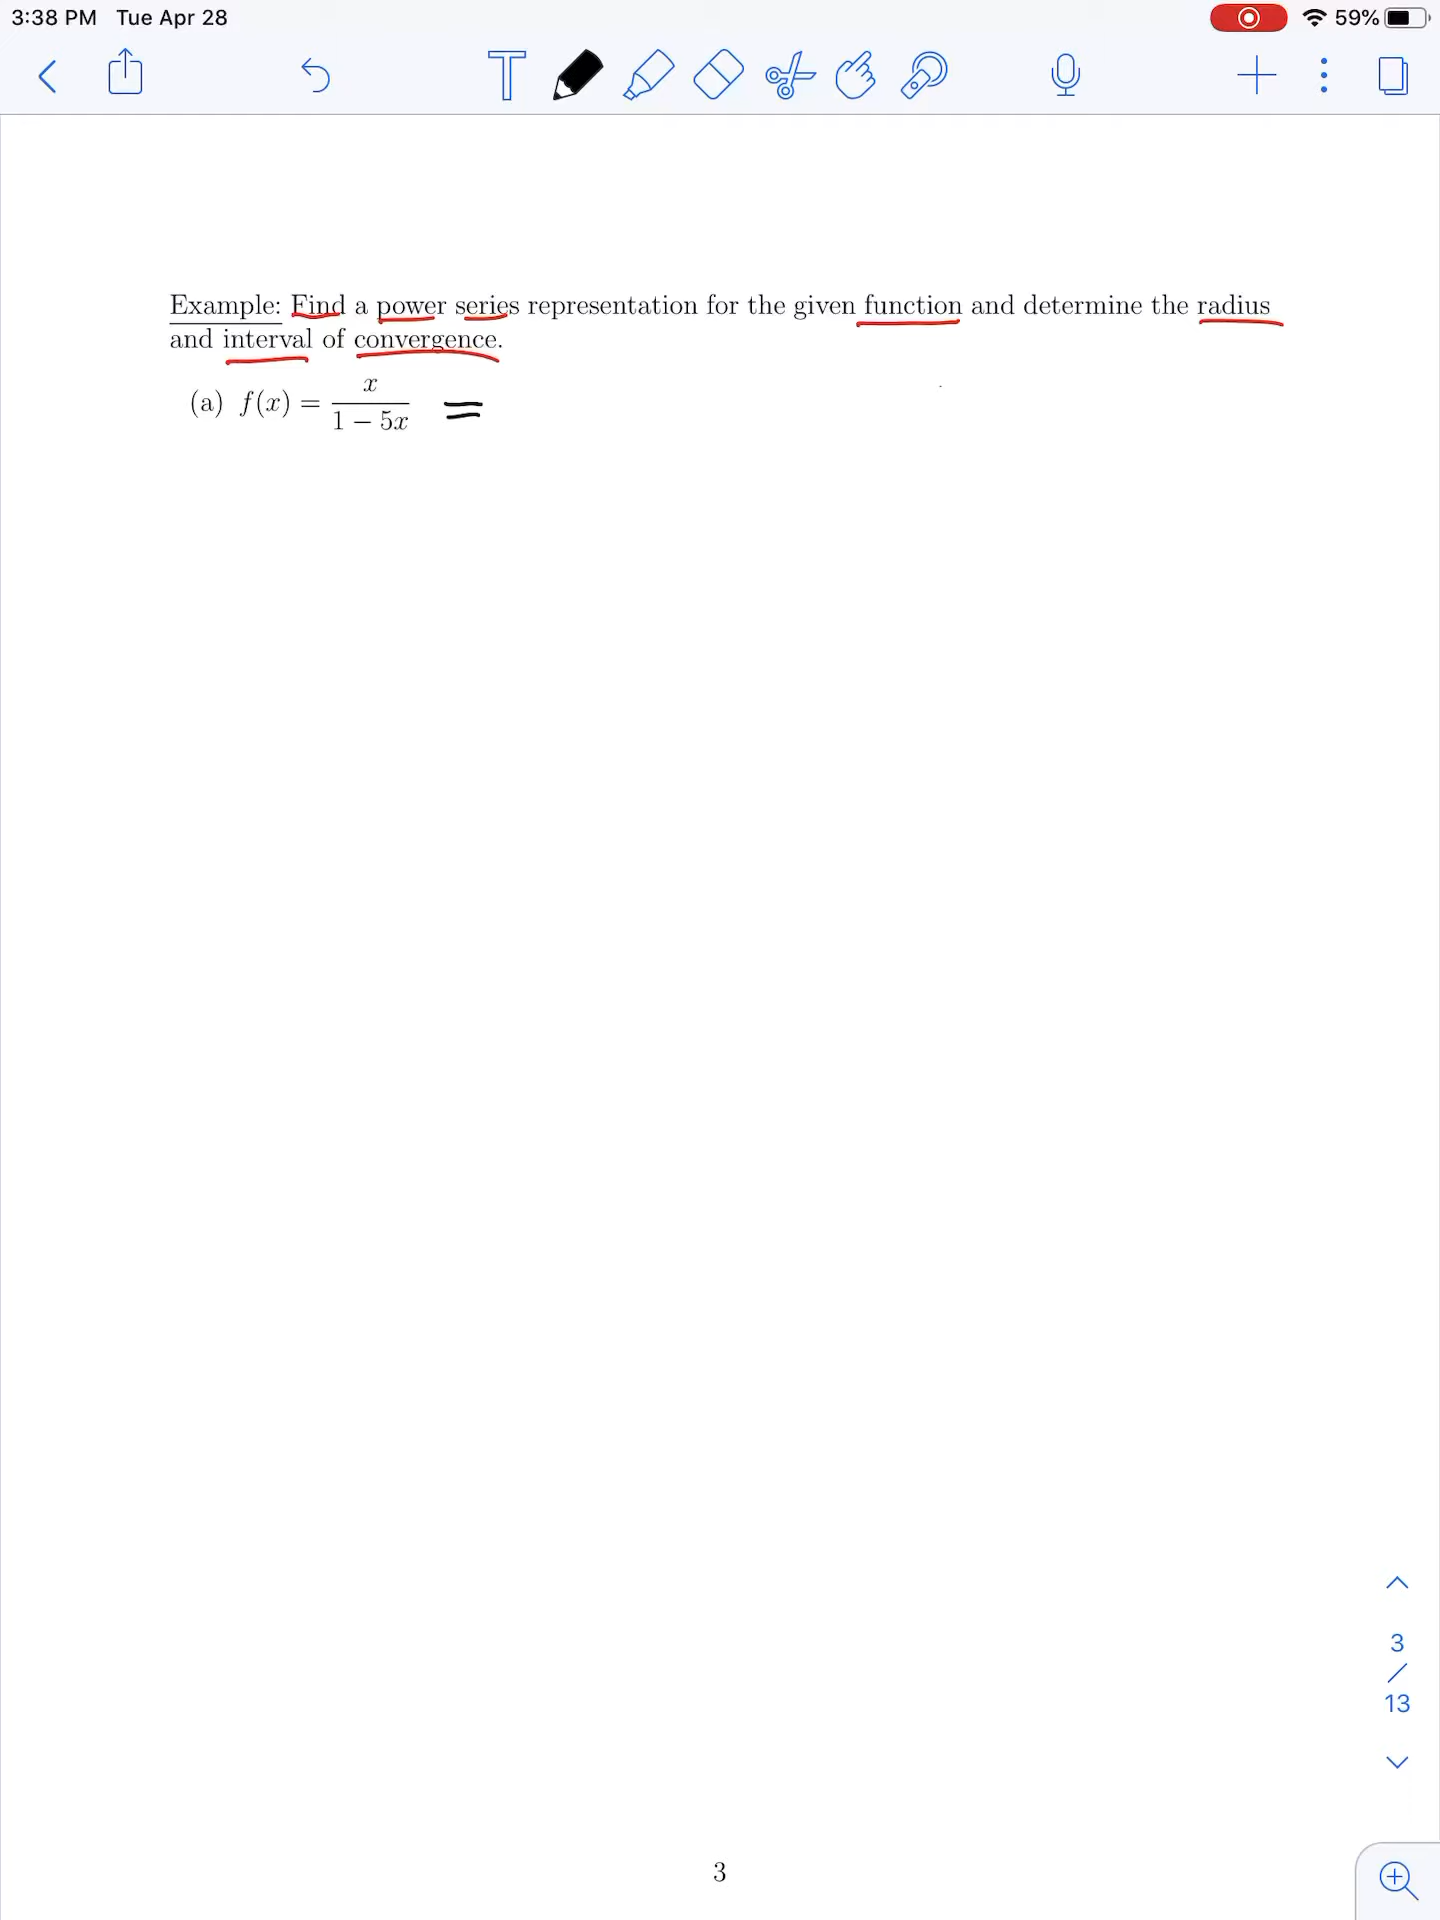 3:38 PM Tue Apr 28 59%
T
Example: Find a power series representation for the given function and determine the radius
and interval of convergence.
(a) f(x) = x / (1 − 5x) =
3
/
13
3